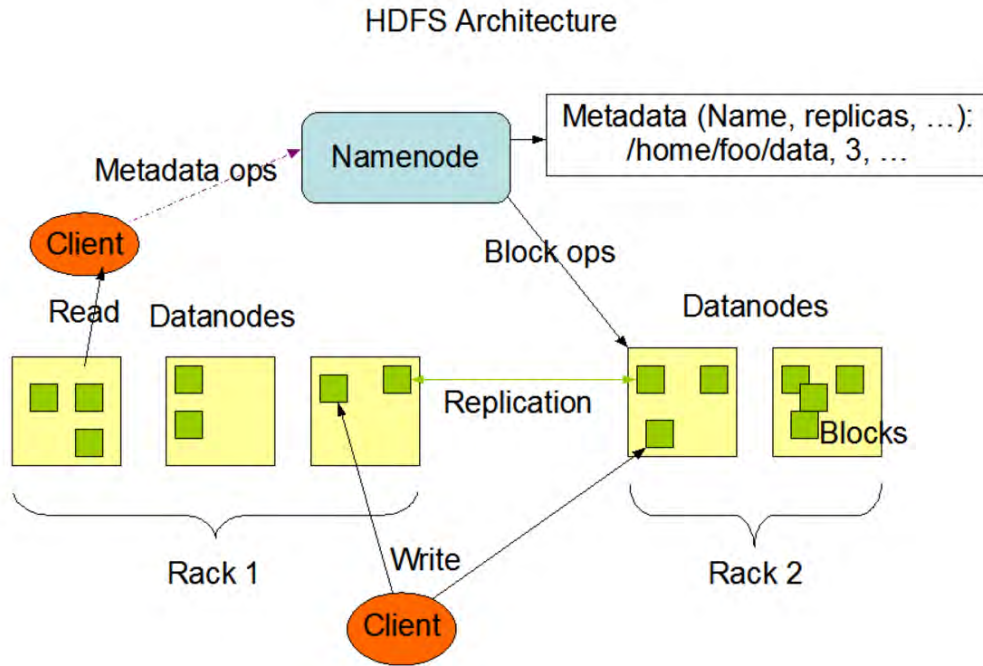 HDFS Architecture
Metadata (Name, replicas, …):
/home/foo/data, 3, …
Namenode
Metadata ops
Client
Block ops
Read
Datanodes
Datanodes
Replication
Blocks
Rack 1
Write
Rack 2
Client